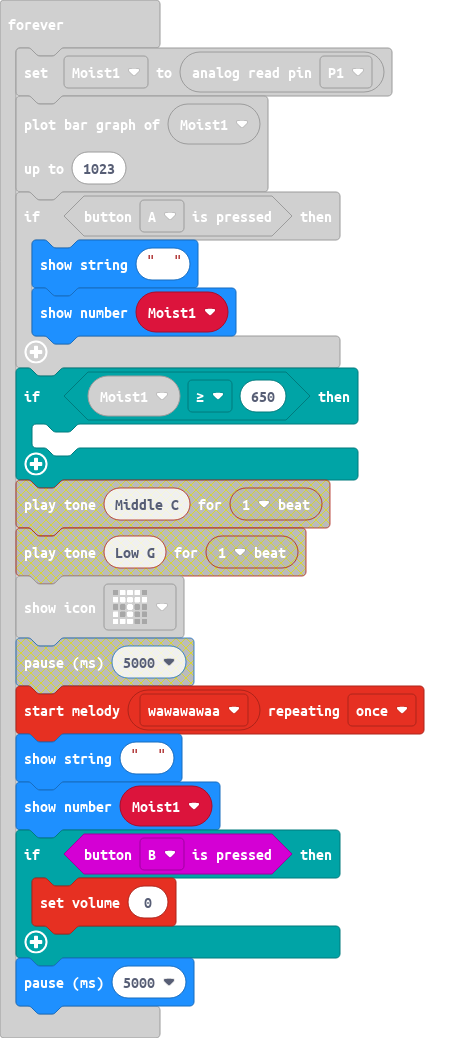 forever
set Moist1 to analog read pin P1
plot bar graph of Moist1
up to 1023
if button A is pressed then
show string " "
show number Moist1
if Moist1 ≥ 650 then
play tone Middle C for 1 beat
play tone Low G for 1 beat
show icon
pause (ms) 5000
start melody wawawawaa repeating once
show string " "
show number Moist1
if button B is pressed then
set volume 0
pause (ms) 5000